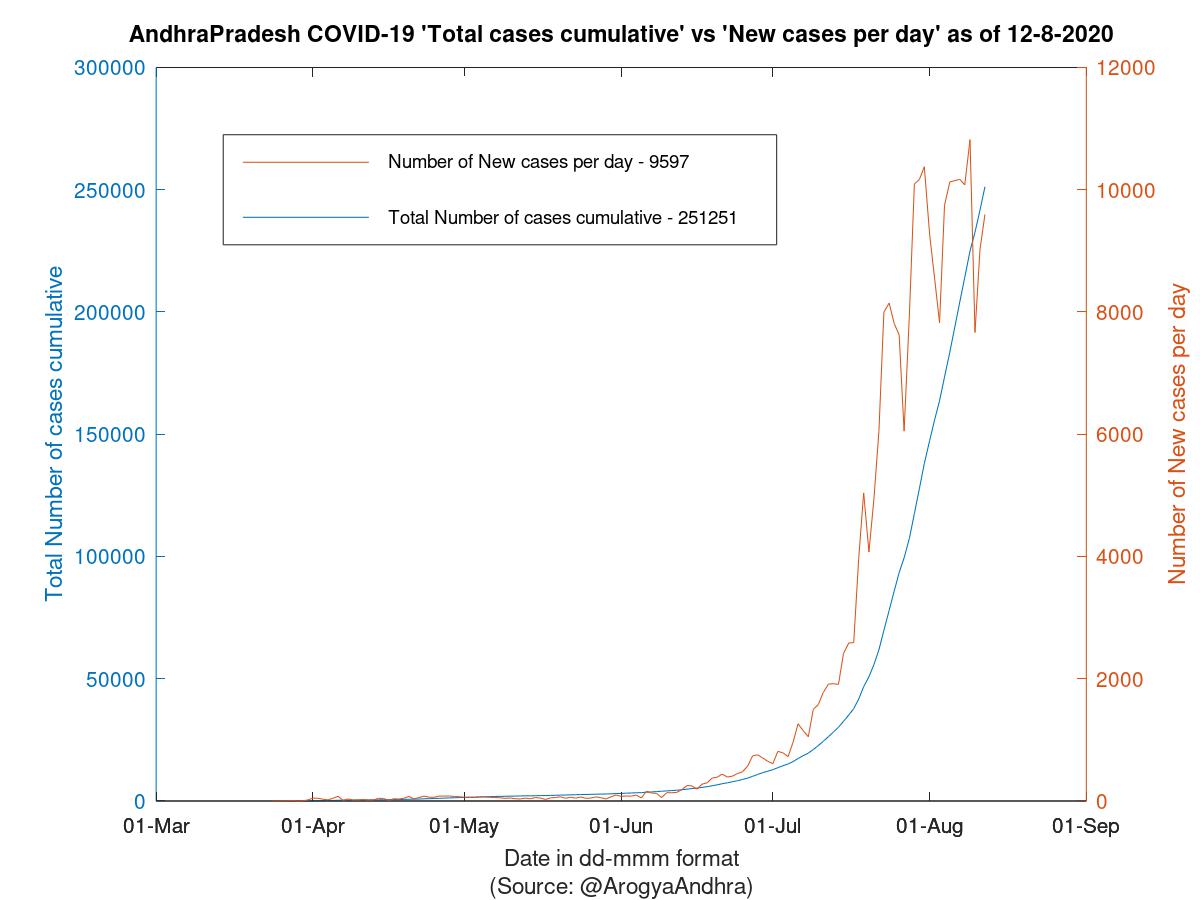 AndhraPradesh COVID-19 'Total cases cumulative' vs 'New cases per day' as of 12-8-2020
300000
250000
200000
150000
100000
50000
0
Total Number of cases cumulative
Number of New cases per day - 9597
Total Number of cases cumulative - 251251
12000
10000
8000
6000
4000
2000
0
Number of New cases per day
01-Mar
01-Apr
01-May
01-Jun
01-Jul
01-Aug
01-Sep
Date in dd-mmm format
(Source: @ArogyaAndhra)